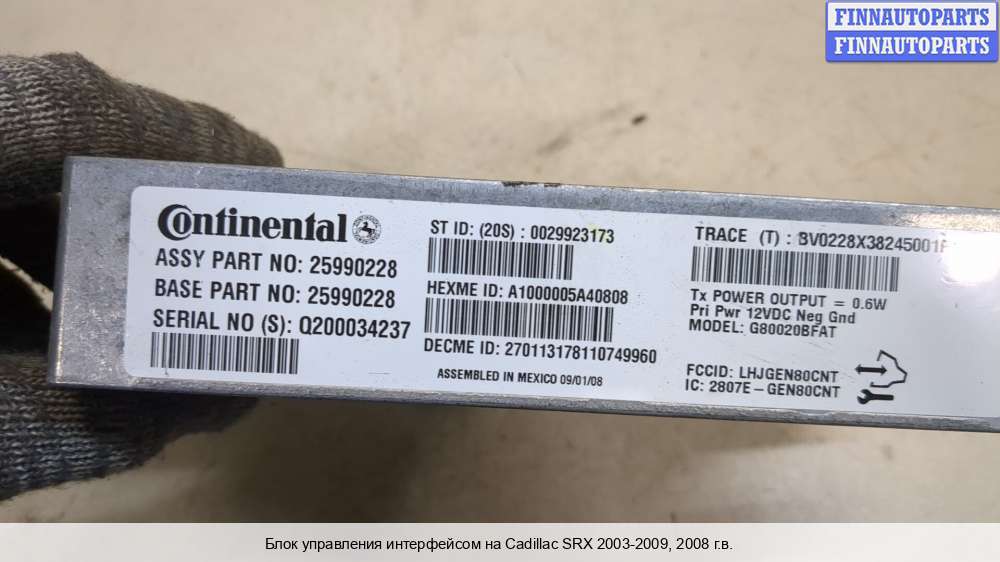 FINNAUTOPARTS
FINNAUTOPARTS
Continental
ASSY PART NO: 25990228
BASE PART NO: 25990228
SERIAL NO (S): Q200034237
ST ID: (20S) : 0029923173
HEXME ID: A1000005A40808
DECME ID: 270113178110749960
ASSEMBLED IN MEXICO 09/01/08
TRACE (T) : BV0228X38245001
Tx POWER OUTPUT = 0.6W
Pri Pwr 12VDC Neg Gnd
MODEL: G80020BFAT
FCCID: LHJGEN80CNT
IC: 2807E-GEN80CNT
Блок управления интерфейсом на Cadillac SRX 2003-2009, 2008 г.в.